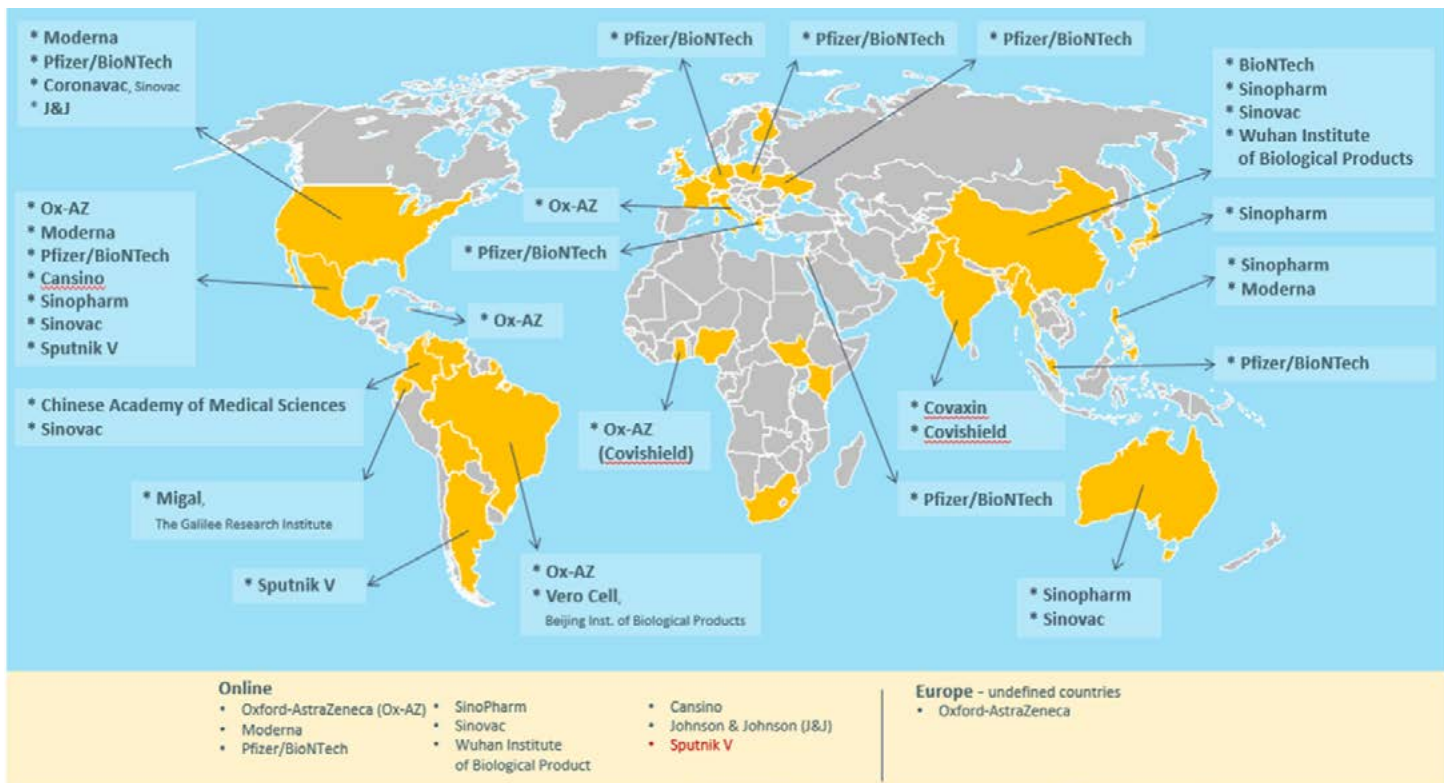 * Moderna
* Pfizer/BioNTech
* Coronavac, Sinovac
* J&J
* Pfizer/BioNTech
* Pfizer/BioNTech
* Pfizer/BioNTech
* BioNTech
* Sinopharm
* Sinovac
* Wuhan Institute
of Biological Products
* Ox-AZ
* Moderna
* Pfizer/BioNTech
* Cansino
* Sinopharm
* Sinovac
* Sputnik V
* Ox-AZ
* Pfizer/BioNTech
* Sinopharm
* Sinopharm
* Moderna
* Ox-AZ
* Pfizer/BioNTech
* Chinese Academy of Medical Sciences
* Sinovac
* Ox-AZ
(Covishield)
* Covaxin
* Covishield
* Migal,
The Galilee Research Institute
* Pfizer/BioNTech
* Sputnik V
* Ox-AZ
* Vero Cell,
Beijing Inst. of Biological Products
* Sinopharm
* Sinovac
Online
• Oxford-AstraZeneca (Ox-AZ)
• Moderna
• Pfizer/BioNTech
• SinoPharm
• Sinovac
• Wuhan Institute
of Biological Product
• Cansino
• Johnson & Johnson (J&J)
• Sputnik V
Europe - undefined countries
• Oxford-AstraZeneca